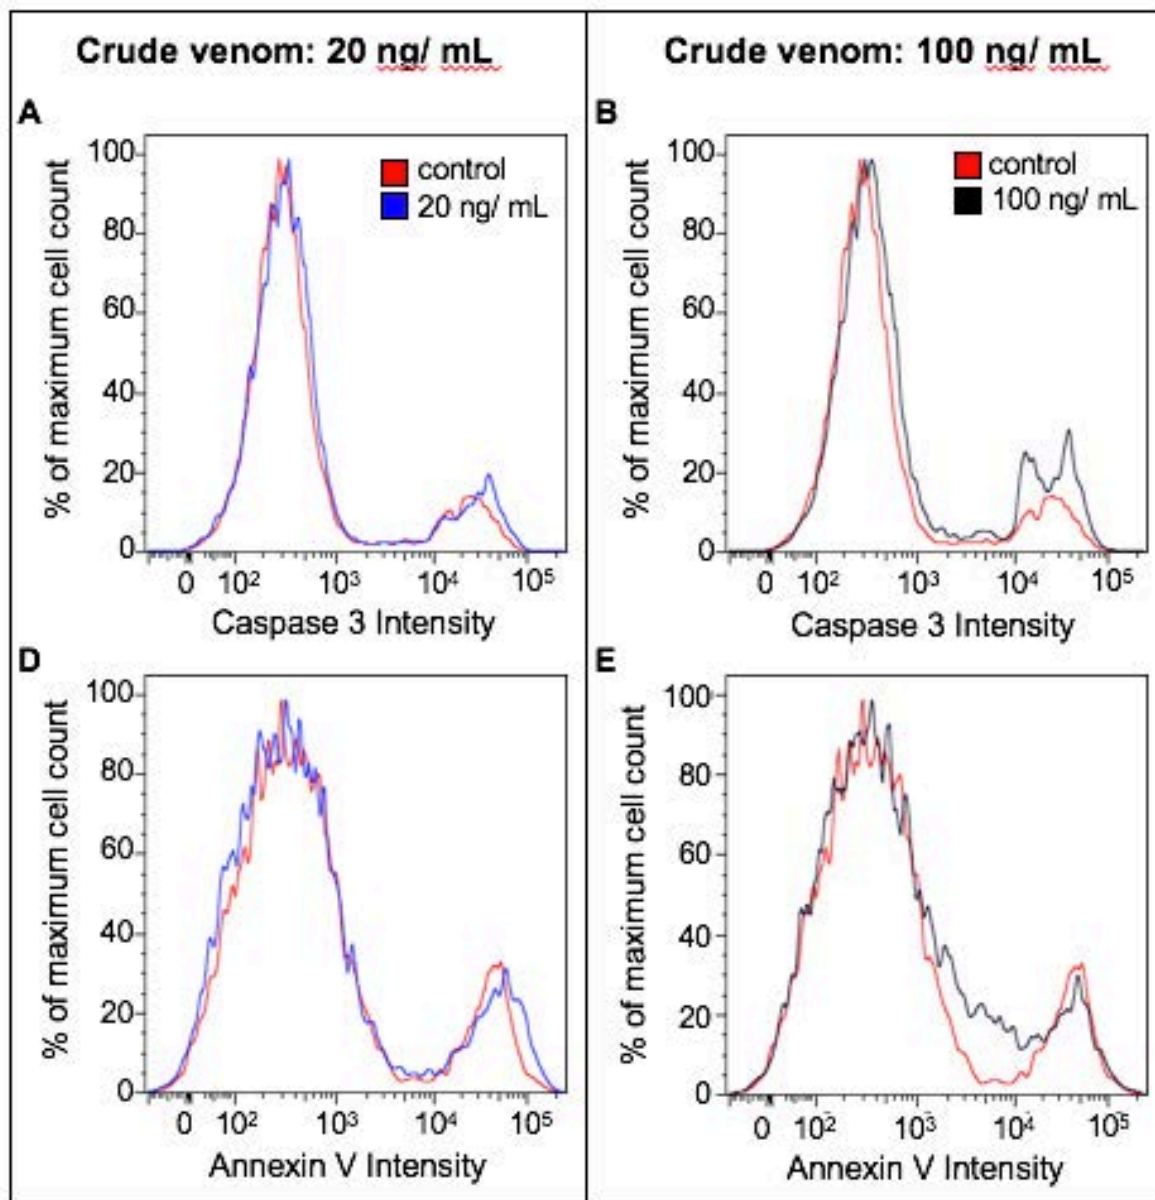 Crude venom: 20 ng/ mL
Crude venom: 100 ng/ mL
A
% of maximum cell count
100
80
60
40
20
0
control
20 ng/ mL
0 10² 10³ 10⁴ 10⁵
Caspase 3 Intensity
B
% of maximum cell count
100
80
60
40
20
0
control
100 ng/ mL
0 10² 10³ 10⁴ 10⁵
Caspase 3 Intensity
D
% of maximum cell count
100
80
60
40
20
0
0 10² 10³ 10⁴ 10⁵
Annexin V Intensity
E
% of maximum cell count
100
80
60
40
20
0
0 10² 10³ 10⁴ 10⁵
Annexin V Intensity